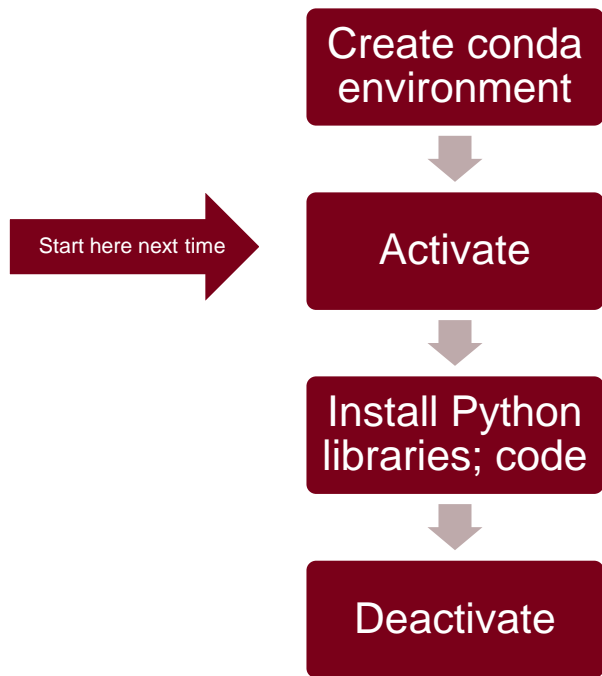 Create conda
environment
Start here next time
Activate
Install Python
libraries; code
Deactivate